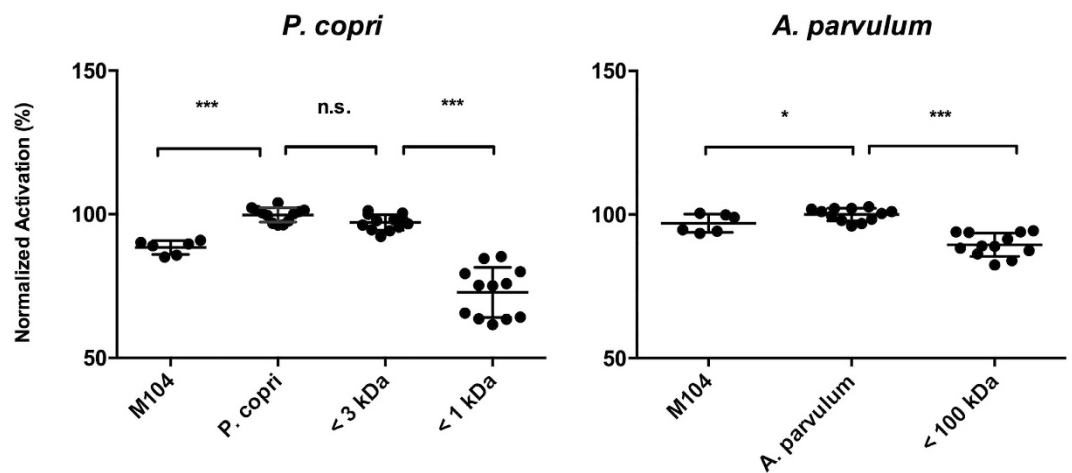 P. copri
Normalized Activation (%)
150
100
50
***
n.s.
***
M104
P. copri
< 3 kDa
< 1 kDa
A. parvulum
150
100
50
*
***
M104
A. parvulum
< 100 kDa